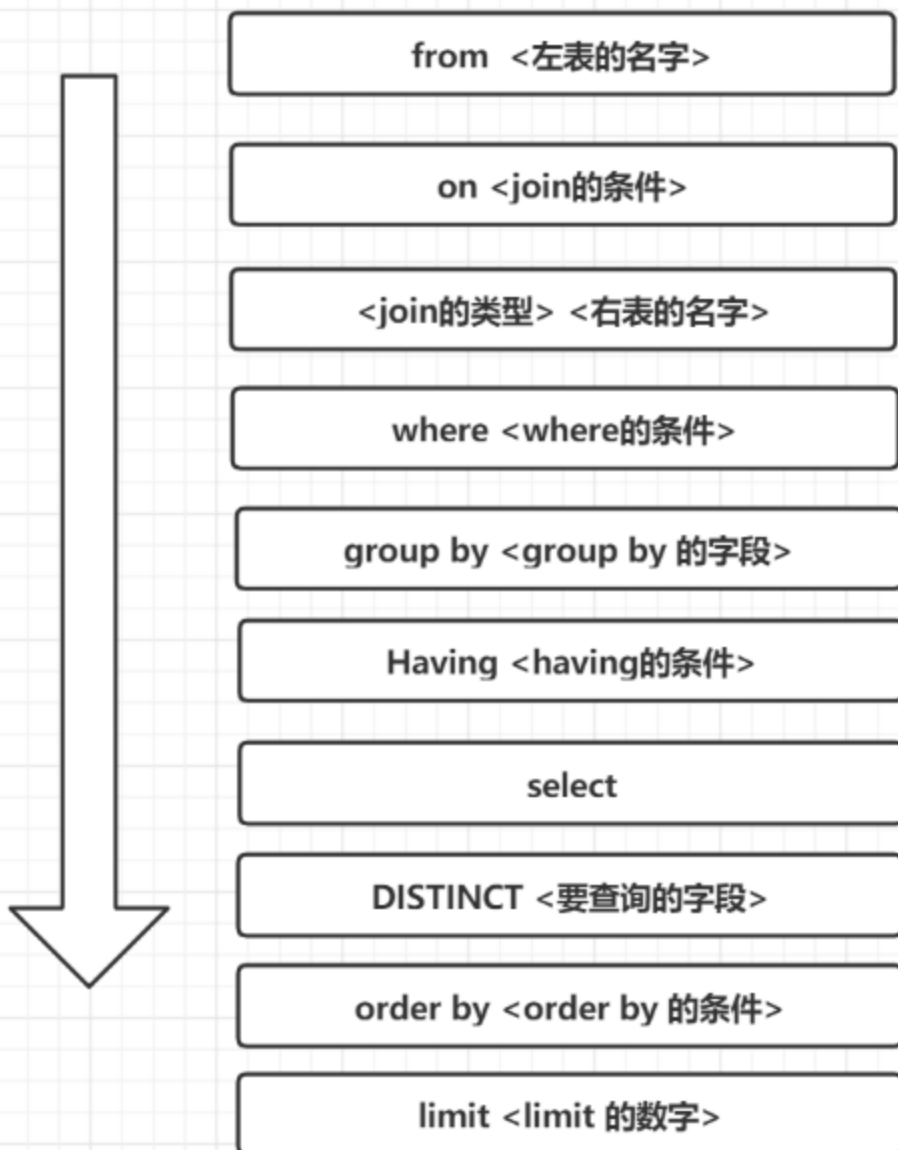 from <左表的名字>
on <join的条件>
<join的类型> <右表的名字>
where <where的条件>
group by <group by 的字段>
Having <having的条件>
select
DISTINCT <要查询的字段>
order by <order by 的条件>
limit <limit 的数字>